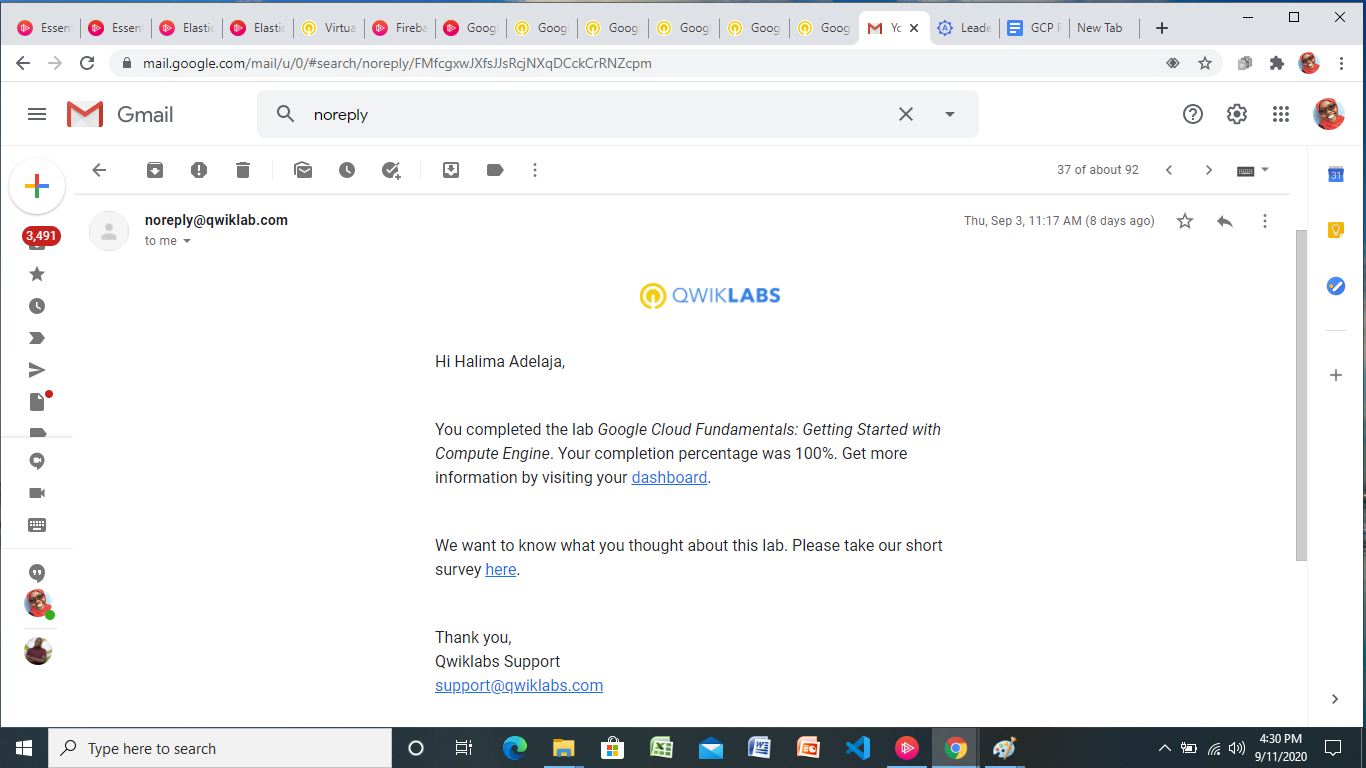 Essen
Essen
Elastic
Elastic
Virtua
Fireba
Goog
Goog
Goog
Goog
Goog
Goog
Yo
Leade
GCP F
New Tab
mail.google.com/mail/u/0/#search/noreply/FMfcgxwJXfsJJsRcjNXqDCckCrRNZcpm
Gmail
noreply
37 of about 92
31
3,491
noreply@qwiklab.com
Thu, Sep 3, 11:17 AM (8 days ago)
to me
QWIKLABS
Hi Halima Adelaja,
You completed the lab Google Cloud Fundamentals: Getting Started with
Compute Engine. Your completion percentage was 100%. Get more
information by visiting your dashboard.
We want to know what you thought about this lab. Please take our short
survey here.
Thank you,
Qwiklabs Support
support@qwiklabs.com
Type here to search
4:30 PM
9/11/2020